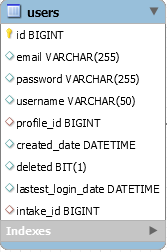 users
id BIGINT
email VARCHAR(255)
password VARCHAR(255)
username VARCHAR(50)
profile_id BIGINT
created_date DATETIME
deleted BIT(1)
lastest_login_date DATETIME
intake_id BIGINT
Indexes